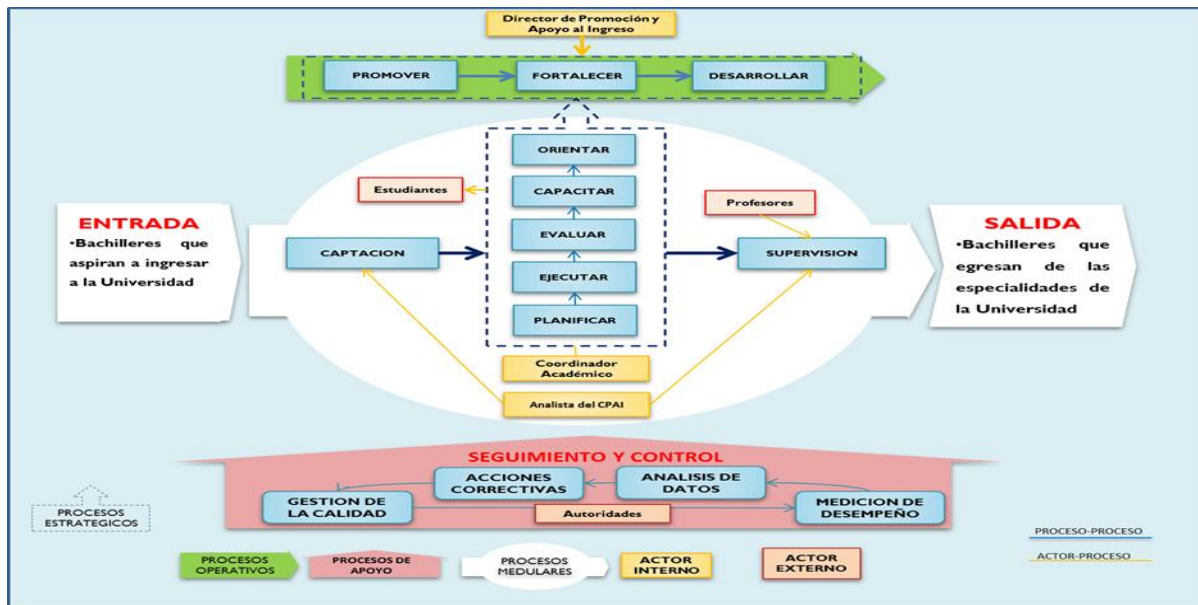 Director de Promoción y
Apoyo al Ingreso
PROMOVER
FORTALECER
DESARROLLAR
ORIENTAR
Estudiantes
CAPACITAR
Profesores
ENTRADA
•Bachilleres que
aspiran a ingresar
a la Universidad
CAPTACION
EVALUAR
SUPERVISION
SALIDA
•Bachilleres que
egresan de las
especialidades de
la Universidad
EJECUTAR
PLANIFICAR
Coordinador
Académico
Analista del CPAI
SEGUIMIENTO Y CONTROL
ACCIONES
CORRECTIVAS
ANALISIS DE
DATOS
GESTION DE
LA CALIDAD
Autoridades
MEDICION DE
DESEMPEÑO
PROCESOS
ESTRATEGICOS
PROCESO-PROCESO
ACTOR-PROCESO
PROCESOS
OPERATIVOS
PROCESOS DE
APOYO
PROCESOS
MEDULARES
ACTOR
INTERNO
ACTOR
EXTERNO